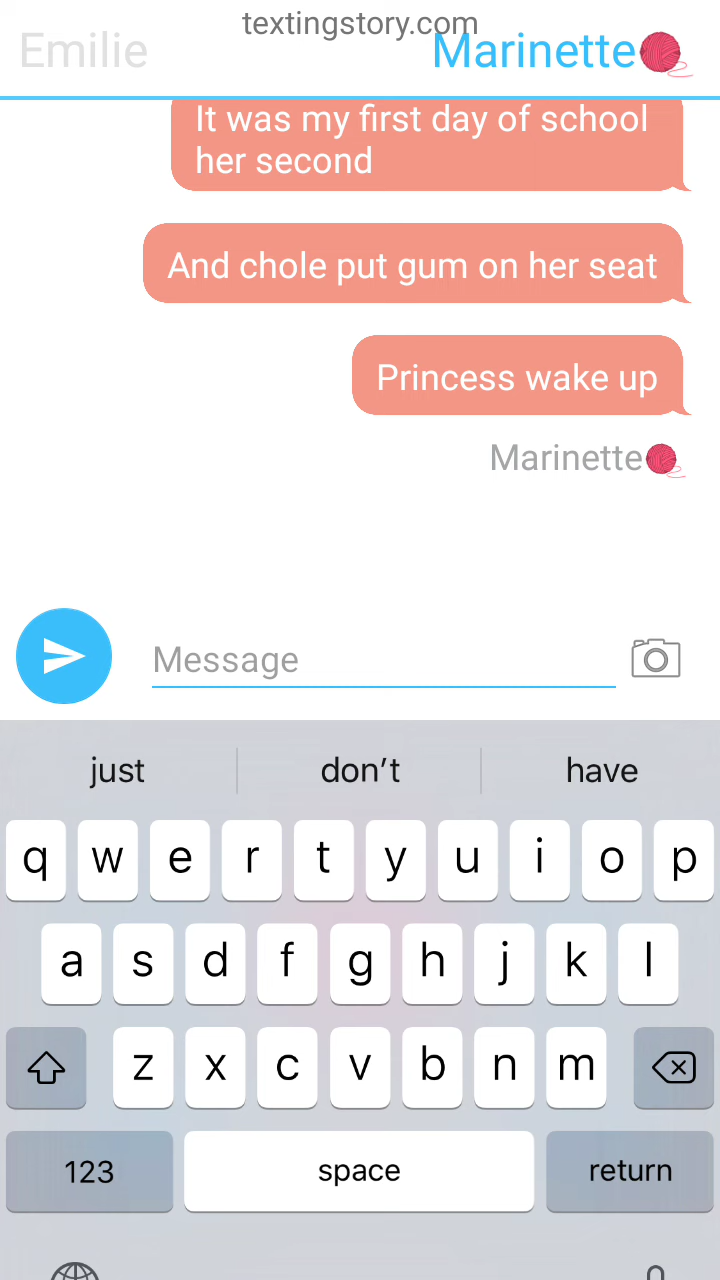 textingstory.com
Emilie
Marinette🧶
It was my first day of school
her second
And chole put gum on her seat
Princess wake up
Marinette🧶
Message
just don't have
q w e r t y u i o p
a s d f g h j k l
z x c v b n m
123 space return